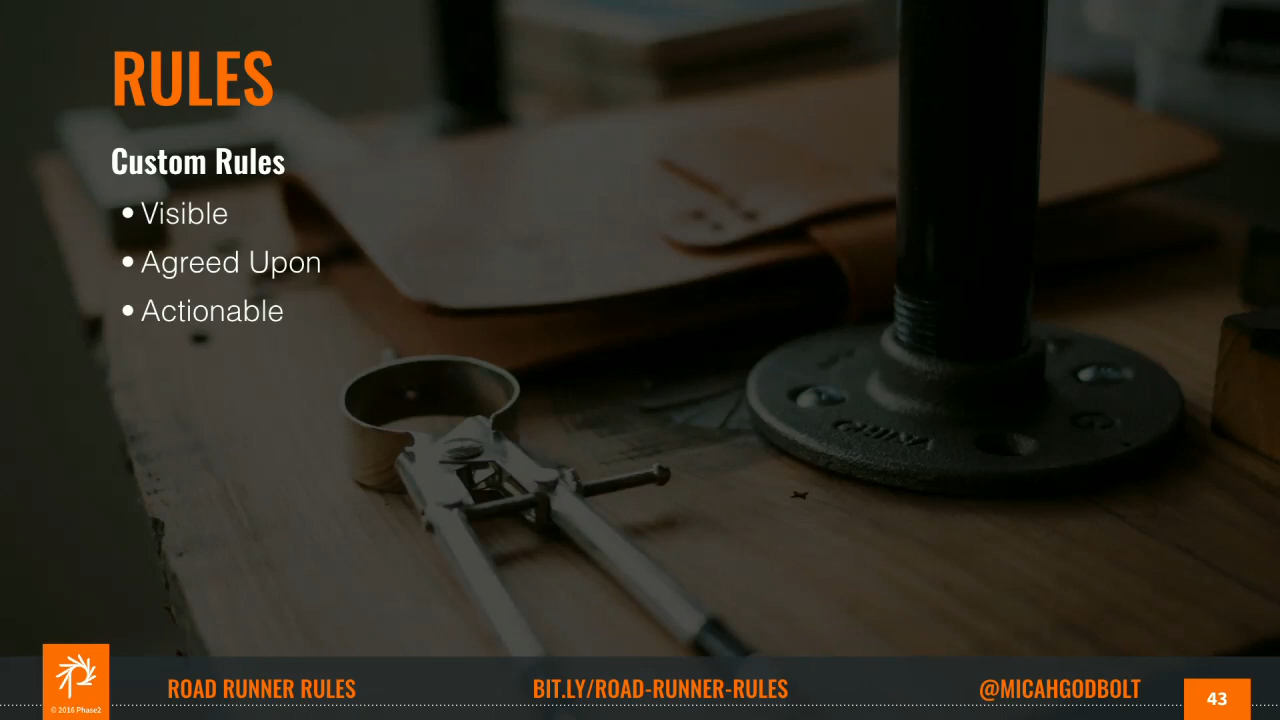 RULES
Custom Rules
• Visible
• Agreed Upon
• Actionable
CHINA
G
ROAD RUNNER RULES
BIT.LY/ROAD-RUNNER-RULES
@MICAHGODBOLT
43
© 2016 Phase2